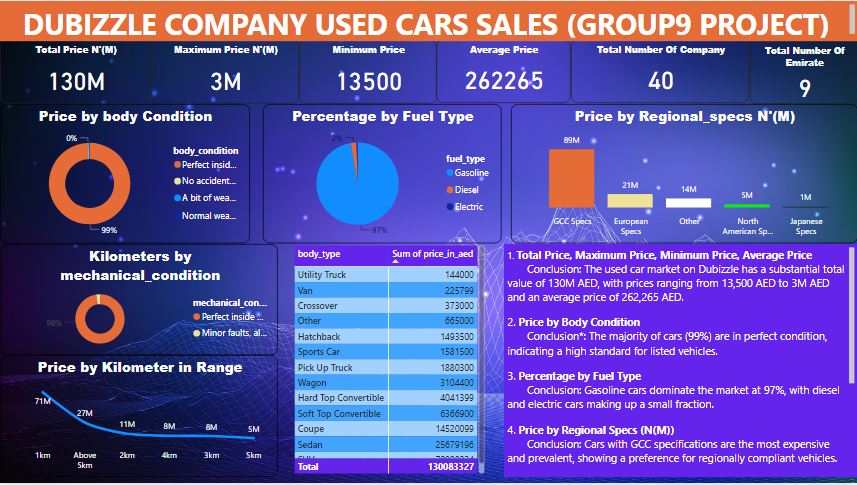 DUBIZZLE COMPANY USED CARS SALES (GROUP9 PROJECT)
Total Price N'(M)
130M
Maximum Price N'(M)
3M
Minimum Price
13500
Average Price
262265
Total Number Of Company
40
Total Number Of
Emirate
9
Price by body Condition
0%
99%
body_condition
Perfect insid...
No accident...
A bit of wea...
Normal wea...
Percentage by Fuel Type
2%
97%
fuel_type
Gasoline
Diesel
Electric
Price by Regional_specs N'(M)
89M
21M
14M
5M
1M
GCC Specs
European
Specs
Other
North
American Sp...
Japanese
Specs
Kilometers by
mechanical_condition
98%
mechanical_con...
Perfect inside ...
Minor faults, al...
Price by Kilometer in Range
71M
27M
11M
8M
8M
5M
1km
Above
5km
2km
4km
3km
5km
body_type Sum of price_in_aed
Utility Truck 144000
Van 225799
Crossover 373000
Other 665000
Hatchback 1493500
Sports Car 1581500
Pick Up Truck 1880300
Wagon 3104400
Hard Top Convertible 4041399
Soft Top Convertible 6366900
Coupe 14520099
Sedan 25679196
Total 130083327
1. Total Price, Maximum Price, Minimum Price, Average Price
Conclusion: The used car market on Dubizzle has a substantial total
value of 130M AED, with prices ranging from 13,500 AED to 3M AED
and an average price of 262,265 AED.
2. Price by Body Condition
Conclusion*: The majority of cars (99%) are in perfect condition,
indicating a high standard for listed vehicles.
3. Percentage by Fuel Type
Conclusion: Gasoline cars dominate the market at 97%, with diesel
and electric cars making up a small fraction.
4. Price by Regional Specs (N(M))
Conclusion: Cars with GCC specifications are the most expensive
and prevalent, showing a preference for regionally compliant vehicles.